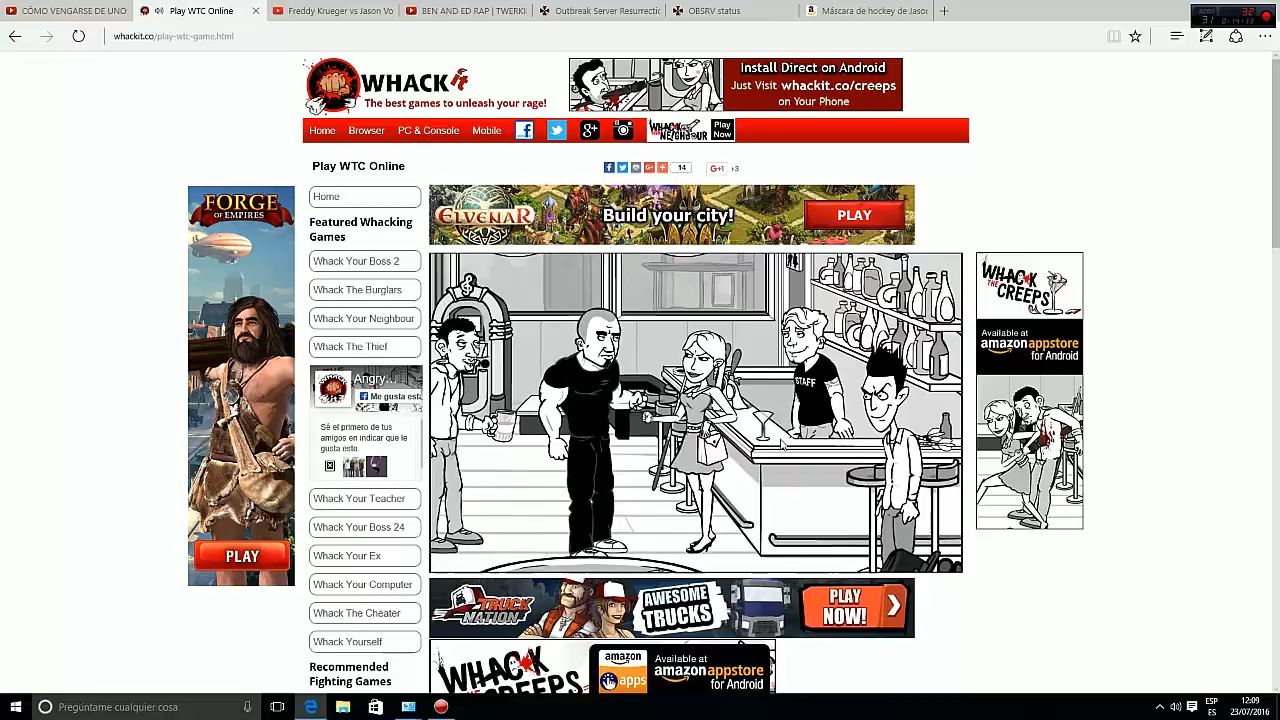 CÓMO VENGARSE DE UNO
Play WTC Online
Freddy Krueger vs Jason Vo
BEN AND ED RAP | TWERKI
Outbreak Server Resurrecti
OBSRV status
Máscara de hockey de Jaso
whackit.co/play-wtc-game.html
WHACK it
The best games to unleash your rage!
Install Direct on Android
Just Visit whackit.co/creeps
on Your Phone
Home
Browser
PC & Console
Mobile
WHACK
NEIGHBOUR
Play
Now
Play WTC Online
14
+1
+3
FORGE
OF EMPIRES
PLAY
Home
Featured Whacking
Games
Whack Your Boss 2
Whack The Burglars
Whack Your Neighbour
Whack The Thief
Angry...
Me gusta esta
Sé el primero de tus
amigos en indicar que le
gusta esto.
Whack Your Teacher
Whack Your Boss 24
Whack Your Ex
Whack Your Computer
Whack The Cheater
Whack Yourself
Recommended
Fighting Games
ELVENAR
Build your city!
PLAY
STAFF
WHACK
THE CREEPS
Available at
amazon appstore
for Android
TRUCK
NATION
AWESOME
TRUCKS
PLAY
NOW!
WHACK
THE CREEPS
amazon
apps
Available at
amazon appstore
for Android
Pregúntame cualquier cosa
ESP
ES
12:09
23/07/2016